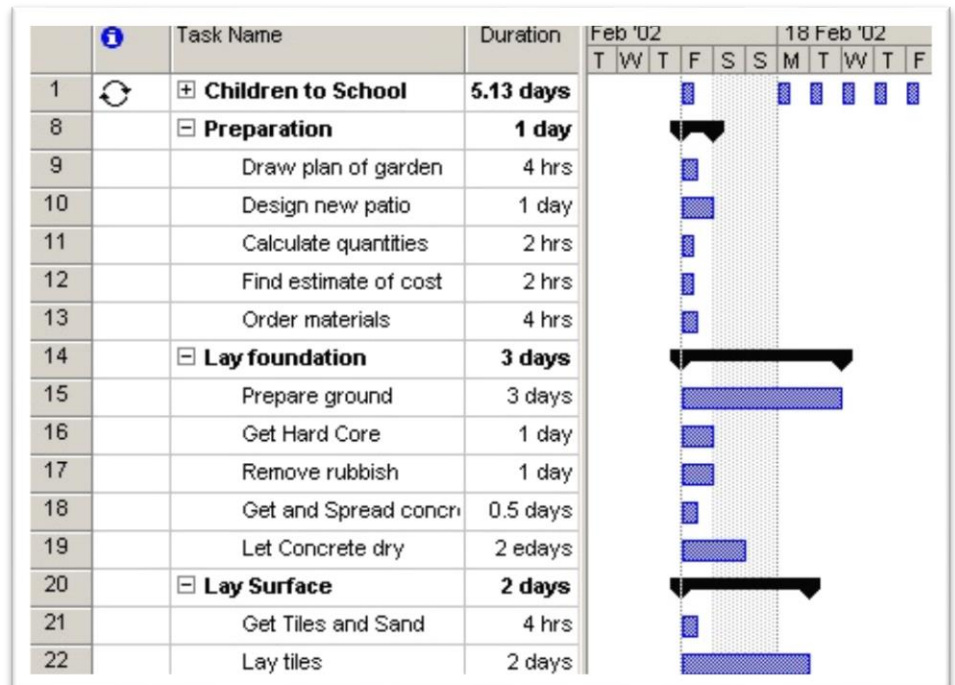 Task Name Duration Feb '02 18 Feb '02
T W T F S S M T W T F
1 Children to School 5.13 days
8 Preparation 1 day
9 Draw plan of garden 4 hrs
10 Design new patio 1 day
11 Calculate quantities 2 hrs
12 Find estimate of cost 2 hrs
13 Order materials 4 hrs
14 Lay foundation 3 days
15 Prepare ground 3 days
16 Get Hard Core 1 day
17 Remove rubbish 1 day
18 Get and Spread concr 0.5 days
19 Let Concrete dry 2 edays
20 Lay Surface 2 days
21 Get Tiles and Sand 4 hrs
22 Lay tiles 2 days